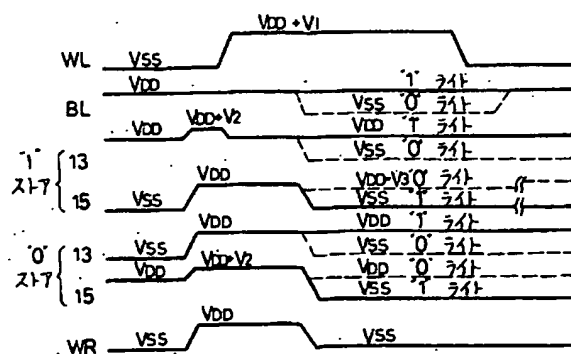 VDD + V1
WL VSS
VDD "1" ライト
BL VSS "0" ライト
VDD VDD+V2 VDD "1" ライト
"1" ストア 13 VSS "0" ライト
VDD VDD-V3 "0" ライト
15 VSS VSS "1" ライト
VDD "1" ライト
"0" ストア 13 VSS VSS "0" ライト
VDD VDD+V2 VDD "0" ライト
15 VSS "1" ライト
VDD
WR VSS VSS